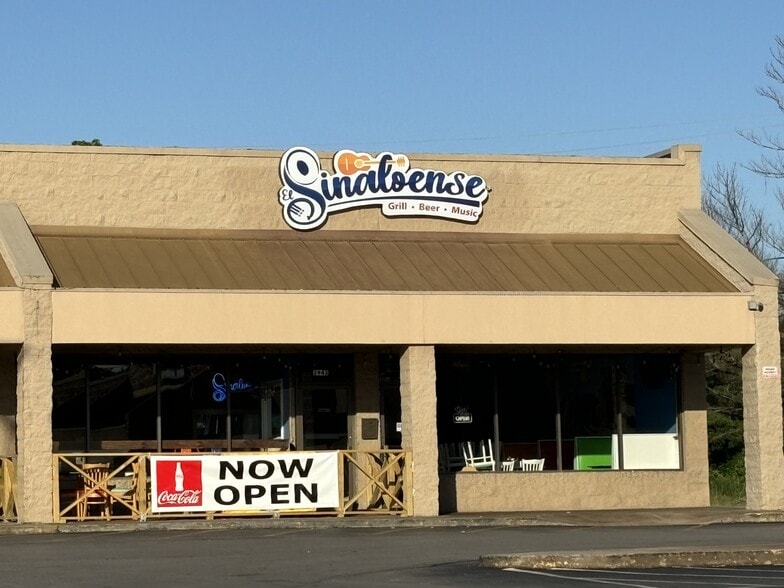 El Sinaloense
Grill • Beer • Music
Coca-Cola
NOW
OPEN